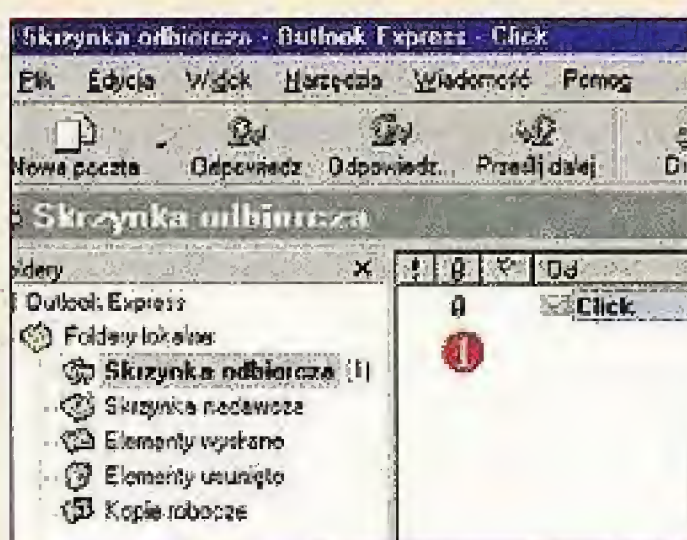 Skrzynka odbiorcza - Outlook Express - Click
Plik Edycja Widok Narzędzia Wiadomość Pomoc
Nowa poczta Odpowiedz Odpowiedz... Prześlij dalej
Skrzynka odbiorcza
oldery × ! Od
Outlook Express Click
Foldery lokalne 1
Skrzynka odbiorcza (1)
Skrzynka nadawcza
Elementy wysłane
Elementy usunięte
Kopie robocze